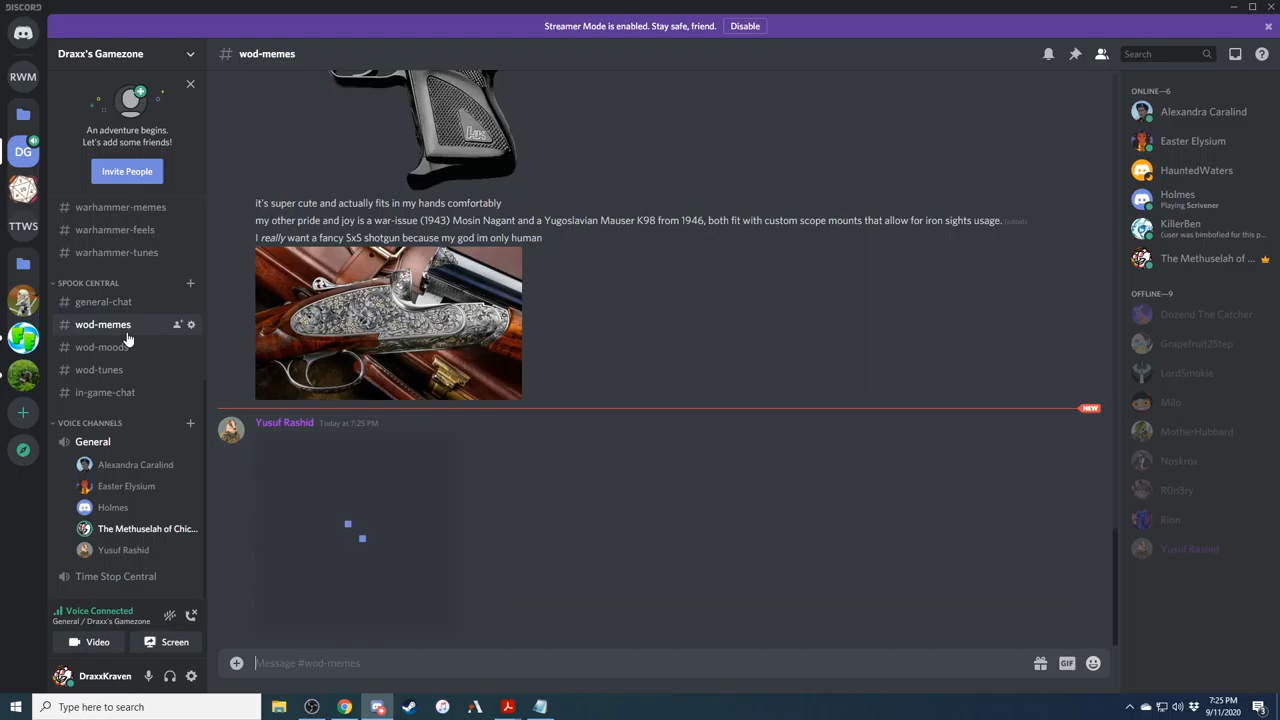 DISCORD
Streamer Mode is enabled. Stay safe, friend.
Disable
RWM
DG
TTWS
Draxx's Gamezone
An adventure begins.
Let's add some friends!
Invite People
# warhammer-memes
# warhammer-feels
# warhammer-tunes
SPOOK CENTRAL
# general-chat
# wod-memes
# wod-moods
# wod-tunes
# in-game-chat
VOICE CHANNELS
General
Alexandra Caralind
Easter Elysium
Holmes
The Methuselah of Chic...
Yusuf Rashid
Time Stop Central
Voice Connected
General / Draxx's Gamezone
Video
Screen
DraxxKraven
# wod-memes
Search
it's super cute and actually fits in my hands comfortably
my other pride and joy is a war-issue (1943) Mosin Nagant and a Yugoslavian Mauser K98 from 1946, both fit with custom scope mounts that allow for iron sights usage. (edited)
I really want a fancy SxS shotgun because my god im only human
NEW
Yusuf Rashid Today at 7:25 PM
Message #wod-memes
GIF
ONLINE—6
Alexandra Caralind
Easter Elysium
HauntedWaters
Holmes
Playing Scrivener
KillerBen
(user was bimbofied for this p...
The Methuselah of ...
OFFLINE—9
Dozend The Catcher
Grapefruit2Step
LordSmokie
Milo
MotherHubbard
Noskrox
R0n3ry
Rion
Yusuf Rashid
Type here to search
7:25 PM
9/11/2020